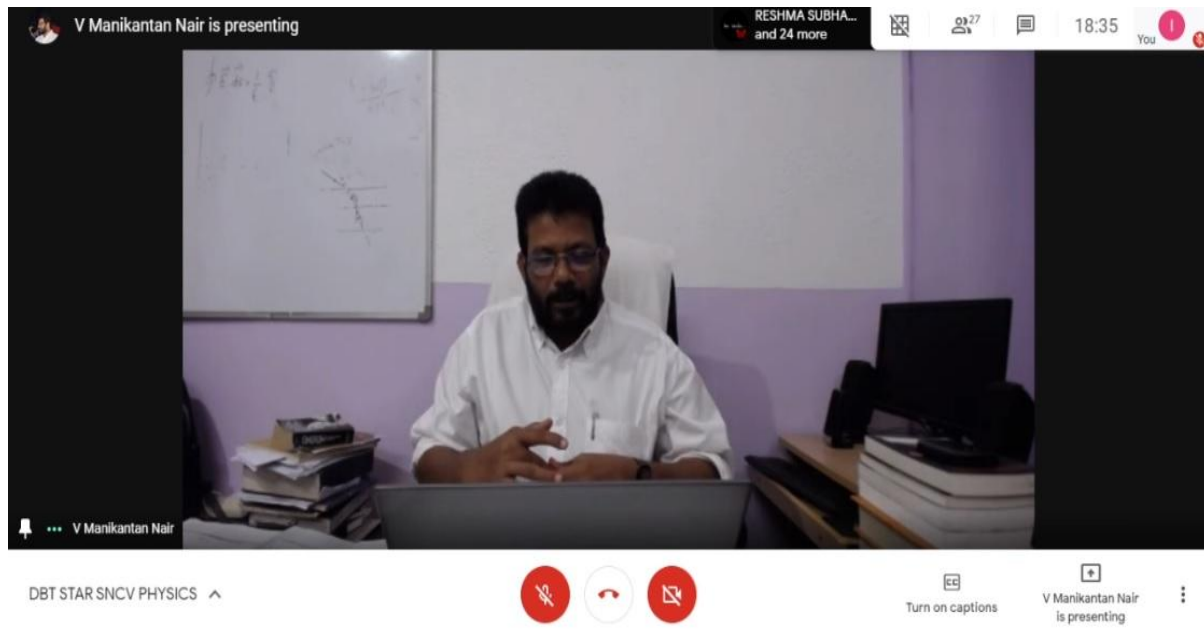 V Manikantan Nair is presenting
RESHMA SUBHA...
and 24 more
27
18:35
You
I
V Manikantan Nair
DBT STAR SNCV PHYSICS
CC
Turn on captions
V Manikantan Nair
is presenting